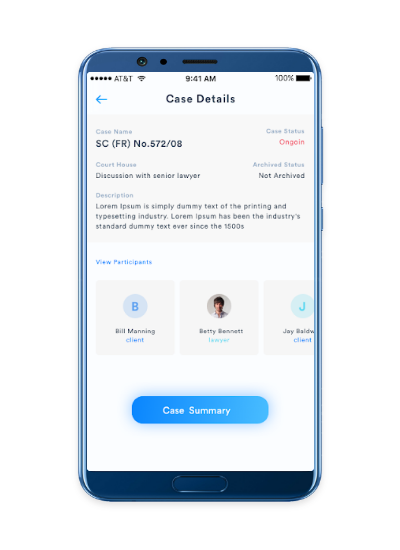 AT&T 9:41 AM 100%
Case Details
Case Name Case Status
SC (FR) No.572/08 Ongoin
Court House Archived Status
Discussion with senior lawyer Not Archived
Description
Lorem Ipsum is simply dummy text of the printing and
typesetting industry. Lorem Ipsum has been the industry's
standard dummy text ever since the 1500s
View Participants
B J
Bill Manning Betty Bennett Jay Baldw
client lawyer client
Case Summary